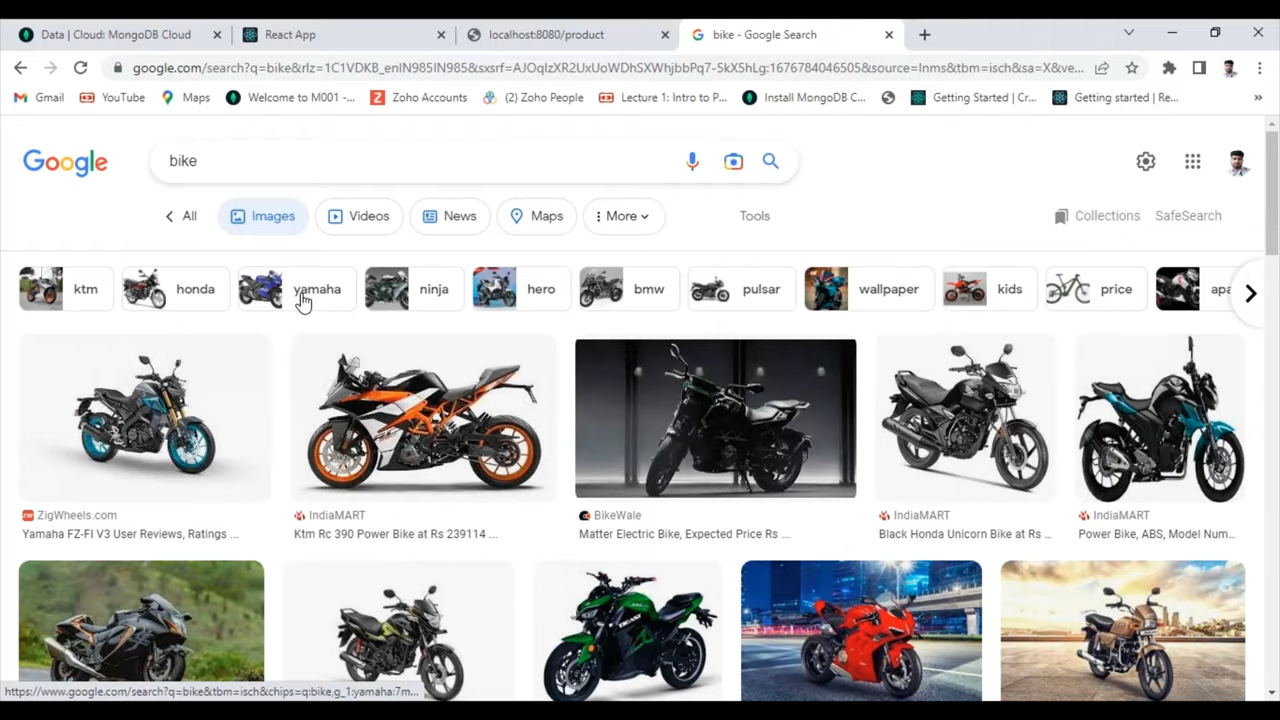 Data | Cloud: MongoDB Cloud
React App
localhost:8080/product
bike - Google Search
google.com/search?q=bike&rlz=1C1VDKB_enIN985IN985&sxsrf=AJOqlzXR2UxUoWDhSXWhjbbPq7-5kX5hLg:1676784046505&source=lnms&tbm=isch&sa=X&ve...
Gmail
YouTube
Maps
Welcome to M001 -...
Zoho Accounts
(2) Zoho People
Lecture 1: Intro to P...
Install MongoDB C...
Getting Started | Cr...
Getting started | Re...
Google
bike
All
Images
Videos
News
Maps
More
Tools
Collections
SafeSearch
ktm
honda
yamaha
ninja
hero
bmw
pulsar
wallpaper
kids
price
apa
ZigWheels.com
Yamaha FZ-FI V3 User Reviews, Ratings ...
IndiaMART
Ktm Rc 390 Power Bike at Rs 239114 ...
BikeWale
Matter Electric Bike, Expected Price Rs ...
IndiaMART
Black Honda Unicorn Bike at Rs ...
IndiaMART
Power Bike, ABS, Model Num...
https://www.google.com/search?q=bike&tbm=isch&chips=q:bike,g_1:yamaha:7m...